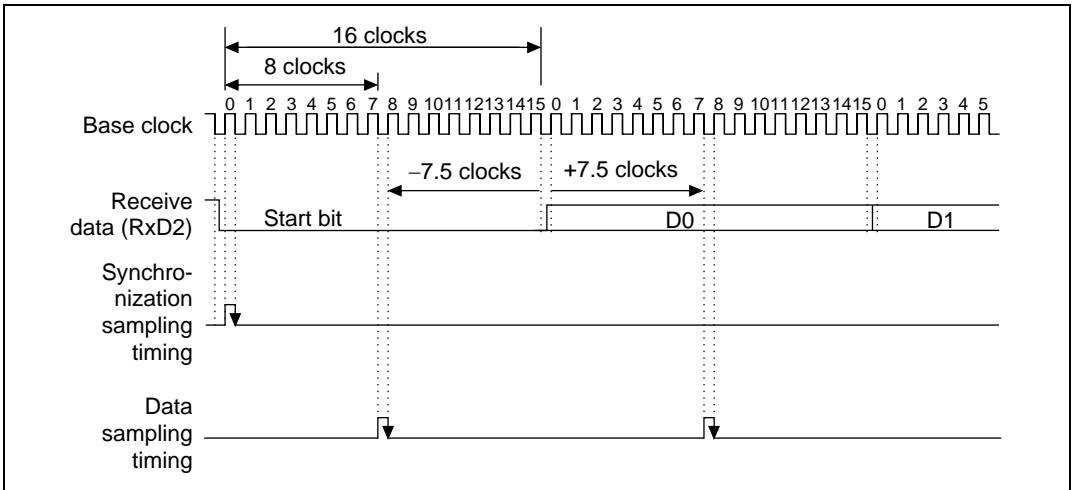 16 clocks
8 clocks
0 1 2 3 4 5 6 7 8 9 10 11 12 13 14 15 0 1 2 3 4 5 6 7 8 9 10 11 12 13 14 15 0 1 2 3 4 5
Base clock
–7.5 clocks +7.5 clocks
Receive
data (RxD2)
Start bit D0 D1
Synchro-
nization
sampling
timing
Data
sampling
timing